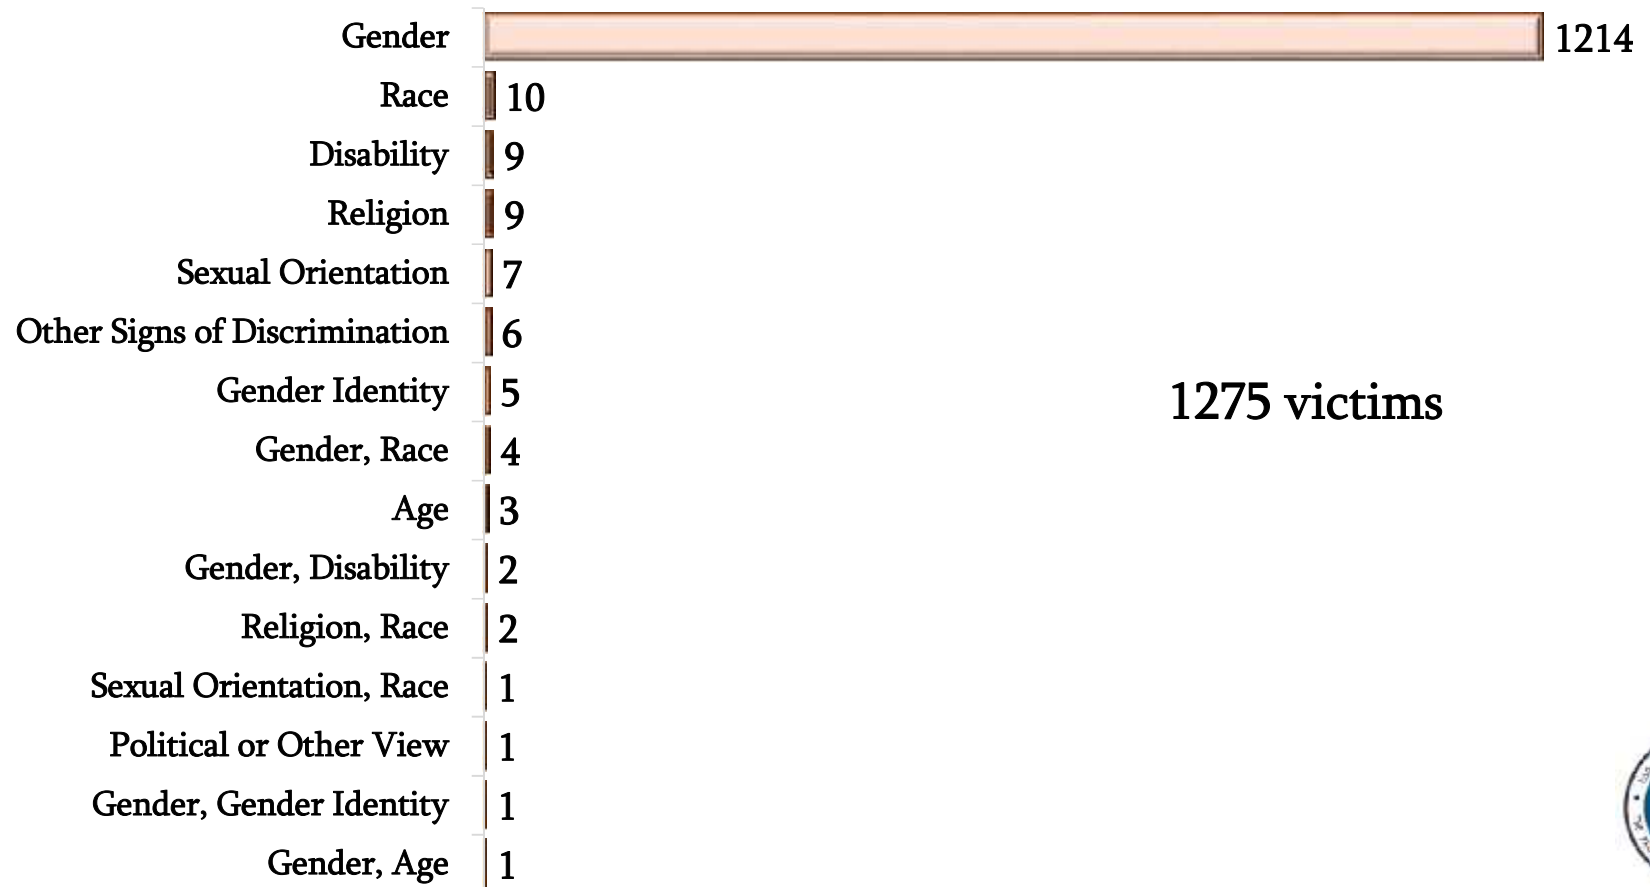 Gender 1214
Race 10
Disability 9
Religion 9
Sexual Orientation 7
Other Signs of Discrimination 6
Gender Identity 5
1275 victims
Gender, Race 4
Age 3
Gender, Disability 2
Religion, Race 2
Sexual Orientation, Race 1
Political or Other View 1
Gender, Gender Identity 1
Gender, Age 1